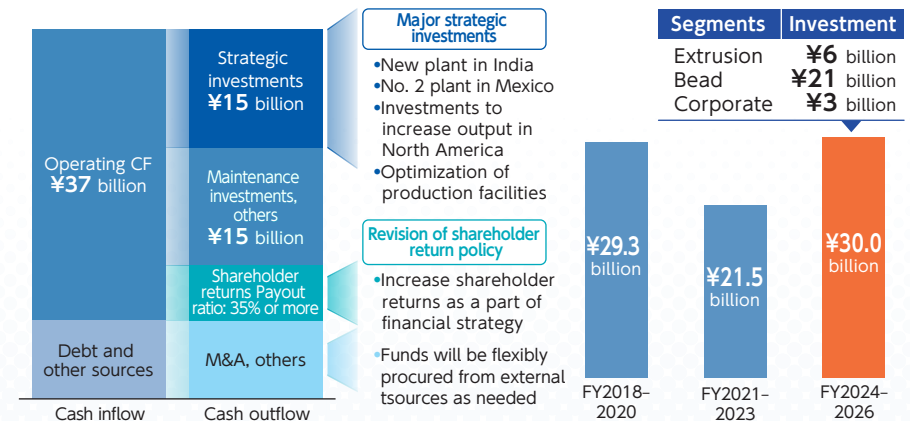 Operating CF
¥37 billion
Debt and
other sources
Cash inflow
Strategic
investments
¥15 billion
Maintenance
investments,
others
¥15 billion
Shareholder
returns Payout
ratio: 35% or more
M&A, others
Cash outflow
Major strategic
investments
•New plant in India
•No. 2 plant in Mexico
•Investments to
increase output in
North America
•Optimization of
production facilities
Revision of shareholder
return policy
•Increase shareholder
returns as a part of
financial strategy
•Funds will be flexibly
procured from external
tsources as needed
Segments Investment
Extrusion ¥6 billion
Bead ¥21 billion
Corporate ¥3 billion
¥29.3
billion
FY2018–
2020
¥21.5
billion
FY2021–
2023
¥30.0
billion
FY2024–
2026